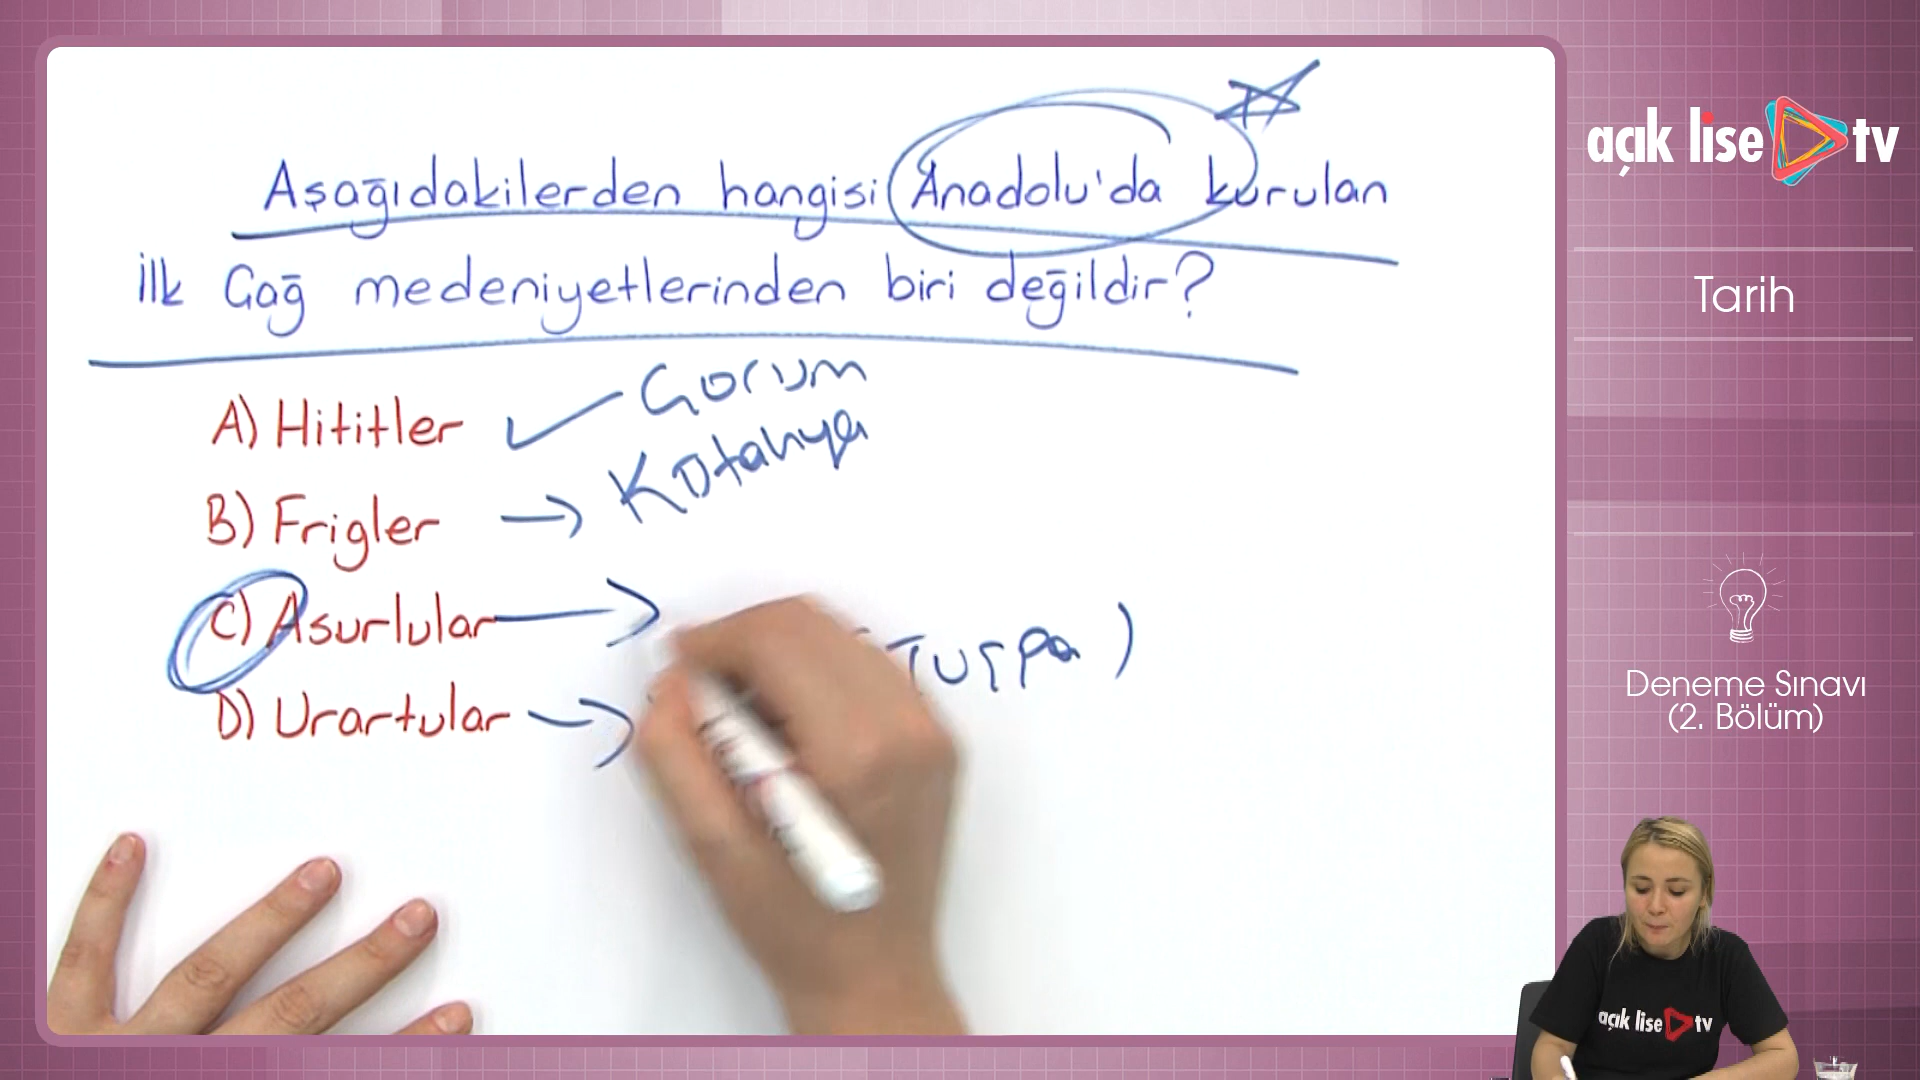 Aşağıdakilerden hangisi Anadolu'da kurulan
İlk Çağ medeniyetlerinden biri değildir?
A) Hititler
Çorum
B) Frigler
Kütahya
C) Asurlular
(Tuşpa)
D) Urartular
açık lise tv
Tarih
Deneme Sınavı
(2. Bölüm)
açık lise tv